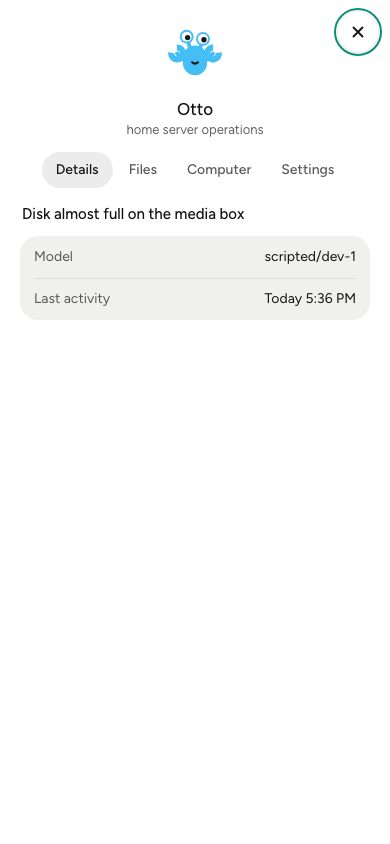 Otto
home server operations
Details Files Computer Settings
Disk almost full on the media box
Model scripted/dev-1
Last activity Today 5:36 PM